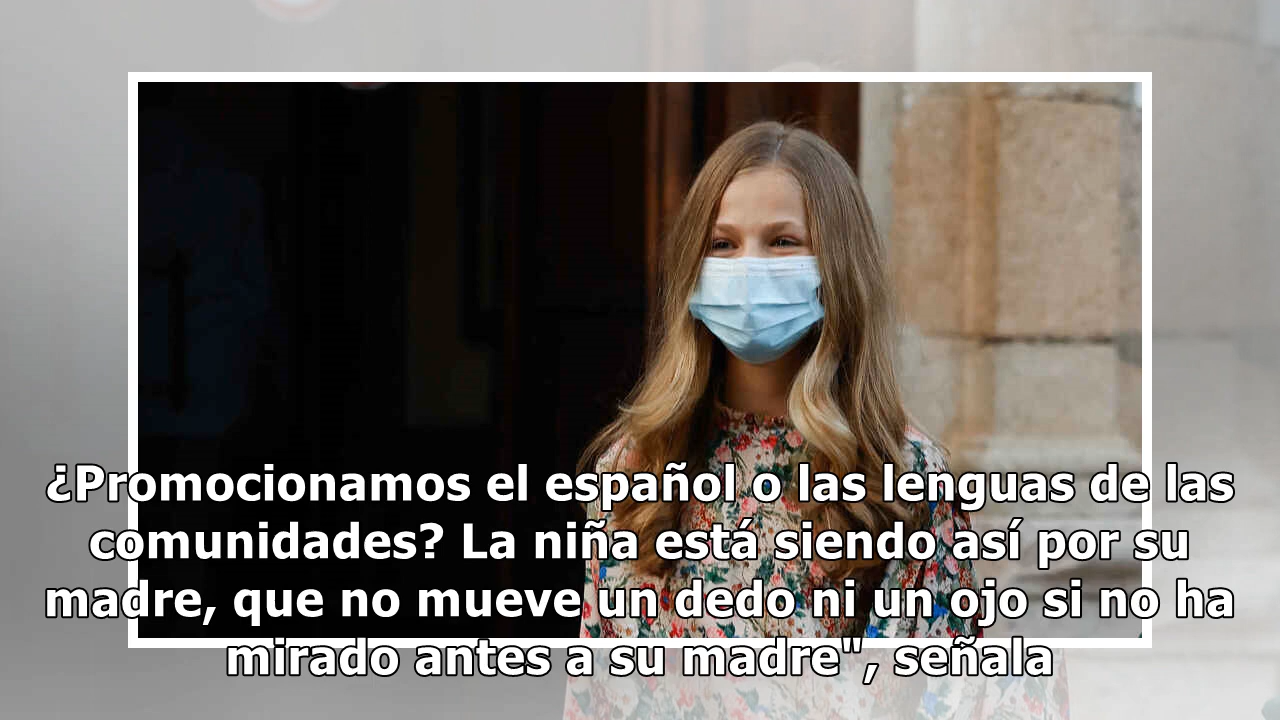 ¿Promocionamos el español o las lenguas de las
comunidades? La niña está siendo así por su
madre, que no mueve un dedo ni un ojo si no ha
mirado antes a su madre", señala